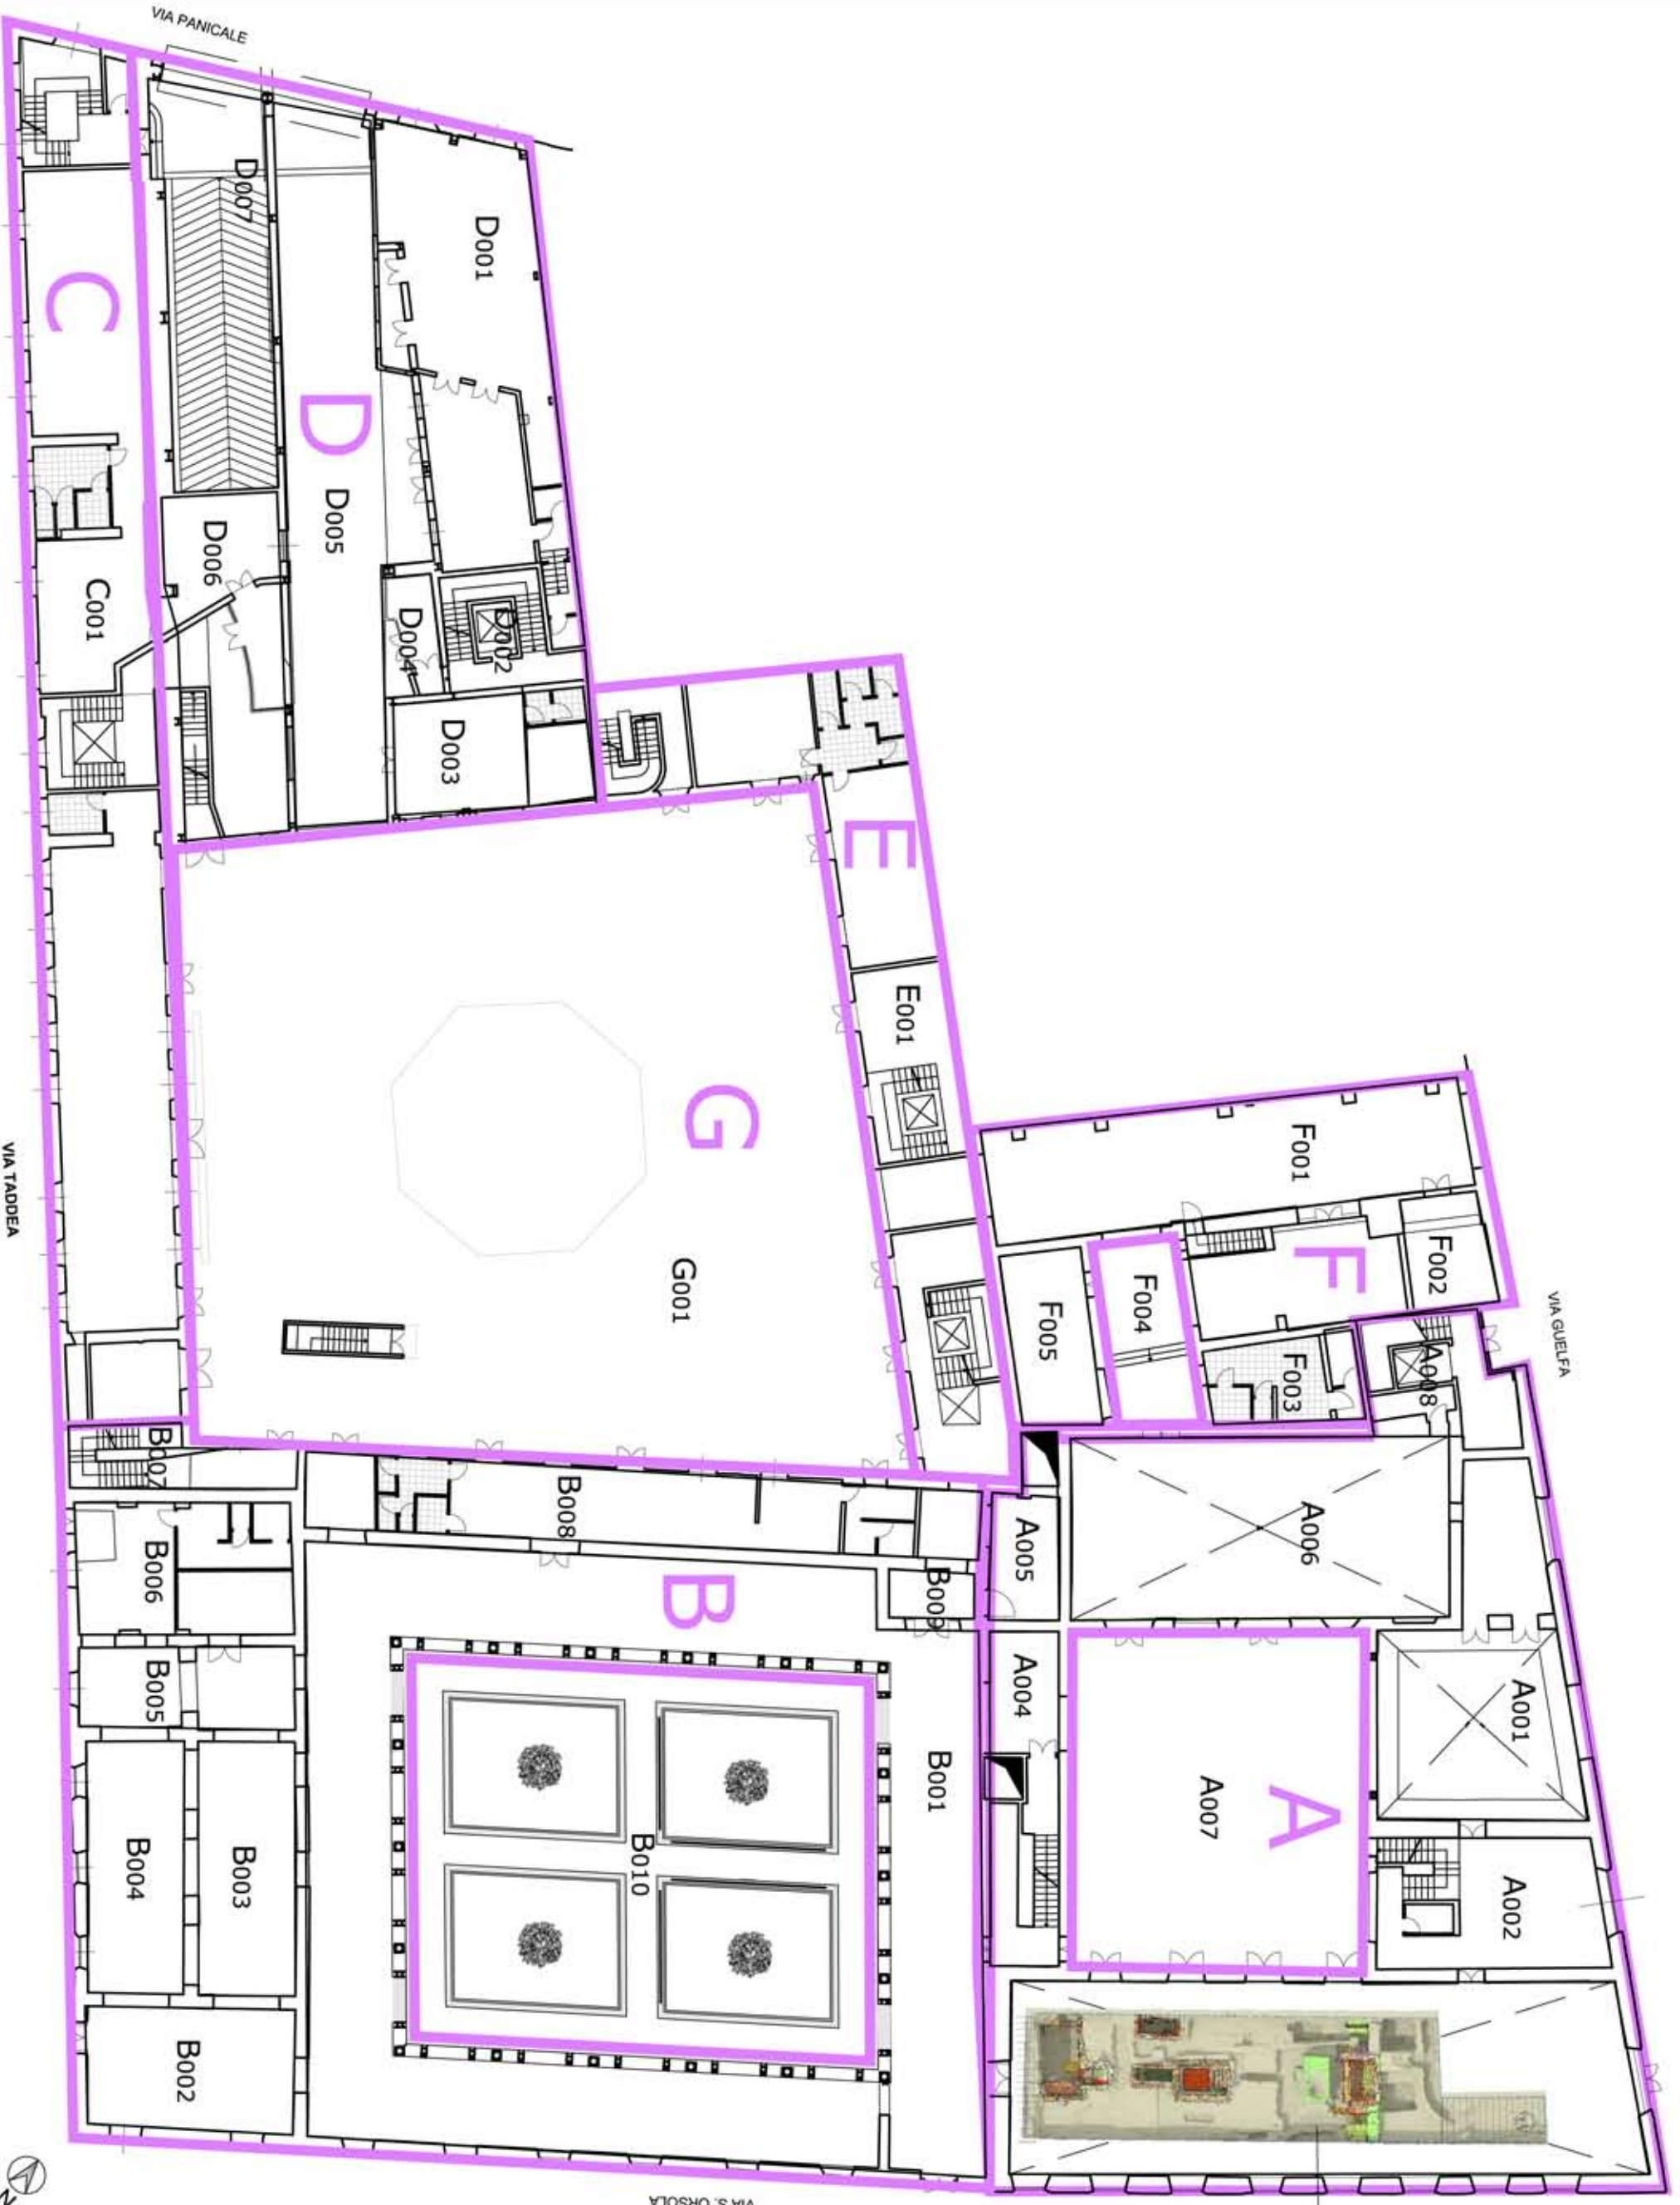 VIA PANICALE
D007
D001
C
D
D005
D006
C001
D004
D002
D003
E
E001
G
G001
VIA TADDEA
F001
F
F002
F004
F005
F003
VIA GUELFA
A008
B007
B008
A006
A005
B006
B
B009
B005
A004
A001
B001
A
A007
B010
B004
B003
A002
B002
N
VIA S. ORSOLA